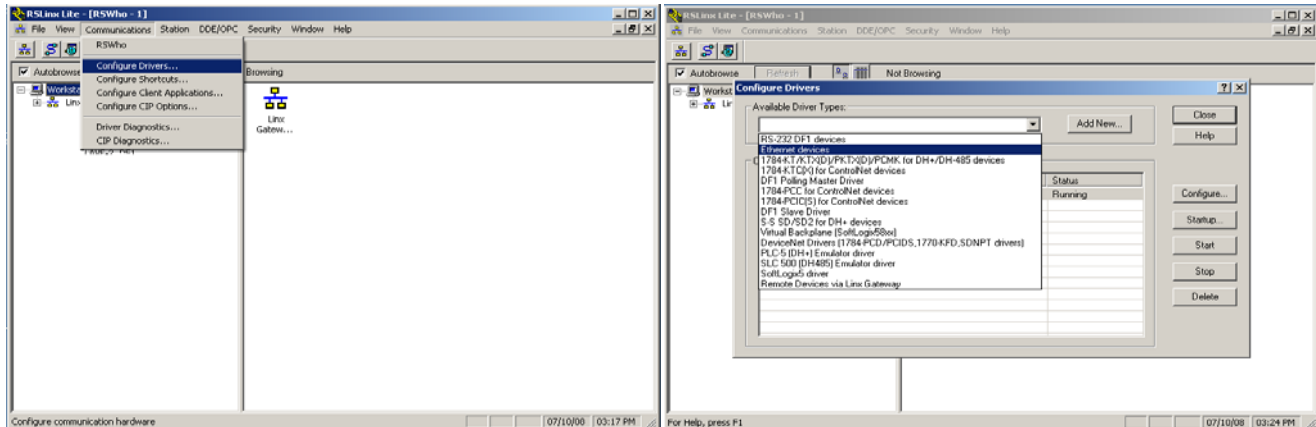 RSLinx Lite - [RSWho - 1]
File View Communications Station DDE/OPC Security Window Help
RSWho
Configure Drivers...
Configure Shortcuts...
Configure Client Applications...
Configure CIP Options...
Driver Diagnostics...
CIP Diagnostics...
Autobrowse
Browsing
Linx
Gatew...
Configure communication hardware
07/10/08 03:17 PM
RSLinx Lite - [RSWho - 1]
File View Communications Station DDE/OPC Security Window Help
Autobrowse Refresh Not Browsing
Workst
Configure Drivers
Available Driver Types:
Close
Add New...
Help
RS-232 DF1 devices
Ethernet devices
1784-KT/KTX(D)/PKTX(D)/PCMK for DH+/DH-485 devices
1784-KTC(X) for ControlNet devices
DF1 Polling Master Driver
1784-PCC for ControlNet devices
1784-PCIC(S) for ControlNet devices
DF1 Slave Driver
S-S SD/SD2 for DH+ devices
Virtual Backplane (SoftLogix58xx)
DeviceNet Drivers (1784-PCD/PCIDS,1770-KFD,SDNPT drivers)
PLC-5 (DH+) Emulator driver
SLC 500 (DH485) Emulator driver
SoftLogix5 driver
Remote Devices via Linx Gateway
Status
Running
Configure...
Startup...
Start
Stop
Delete
For Help, press F1
07/10/08 03:24 PM